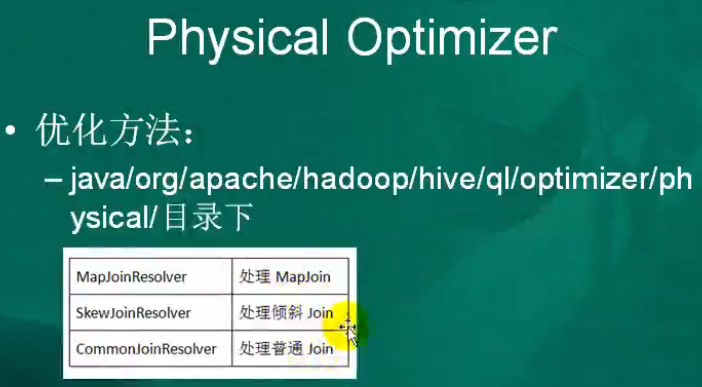 Physical Optimizer
• 优化方法：
– java/org/apache/hadoop/hive/ql/optimizer/ph
ysical/目录下
MapJoinResolver 处理 MapJoin
SkewJoinResolver 处理倾斜 Join
CommonJoinResolver 处理普通 Join